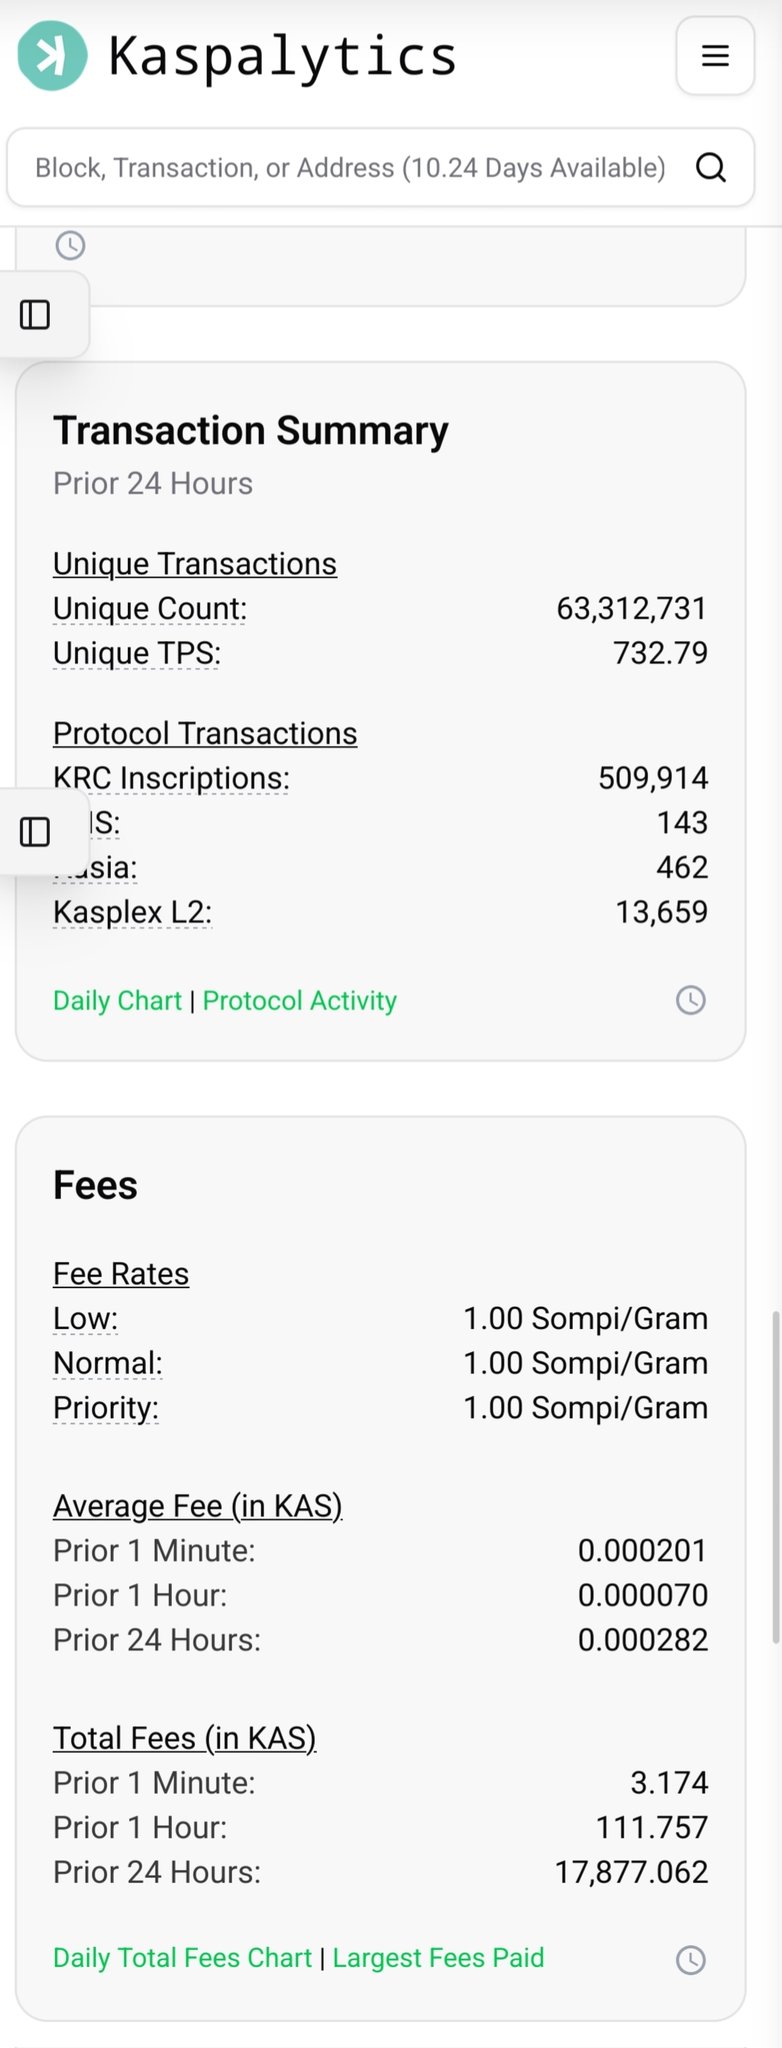 Kaspalytics
Block, Transaction, or Address (10.24 Days Available)
Transaction Summary
Prior 24 Hours
Unique Transactions
Unique Count: 63,312,731
Unique TPS: 732.79
Protocol Transactions
KRC Inscriptions: 509,914
143
462
Kasplex L2: 13,659
Daily Chart | Protocol Activity
Fees
Fee Rates
Low: 1.00 Sompi/Gram
Normal: 1.00 Sompi/Gram
Priority: 1.00 Sompi/Gram
Average Fee (in KAS)
Prior 1 Minute: 0.000201
Prior 1 Hour: 0.000070
Prior 24 Hours: 0.000282
Total Fees (in KAS)
Prior 1 Minute: 3.174
Prior 1 Hour: 111.757
Prior 24 Hours: 17,877.062
Daily Total Fees Chart | Largest Fees Paid